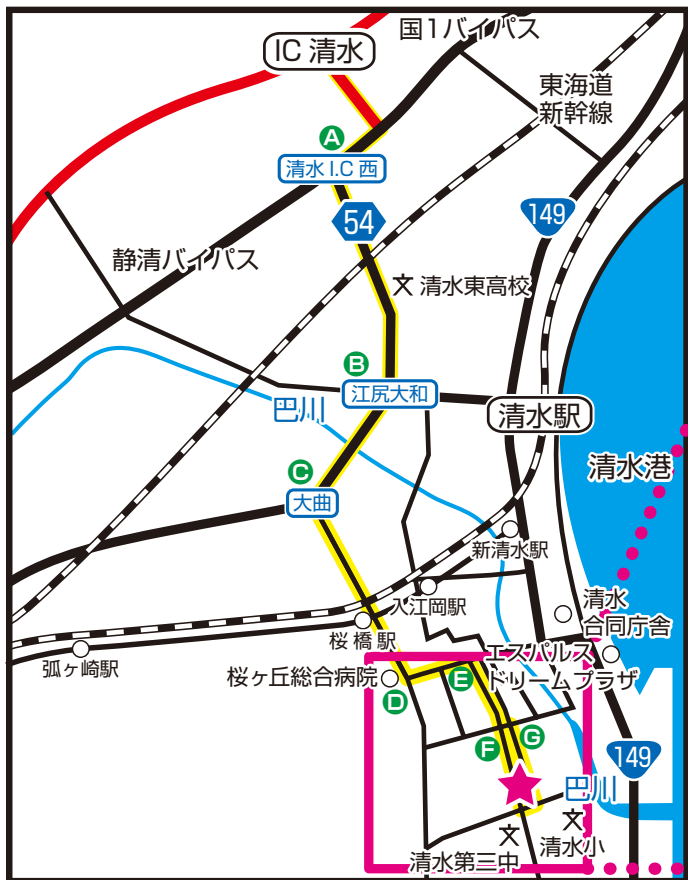 国1バイパス
IC 清水
東海道
新幹線
A
清水 I.C 西
54
149
静清バイパス
文 清水東高校
B
江尻大和
巴川
清水駅
C
大曲
清水港
新清水駅
入江岡駅
清水
合同庁舎
桜橋駅
狐ヶ崎駅
エスパルス
ドリームプラザ
桜ヶ丘総合病院
D
E
F
G
149
巴川
文
文
清水小
清水第三中